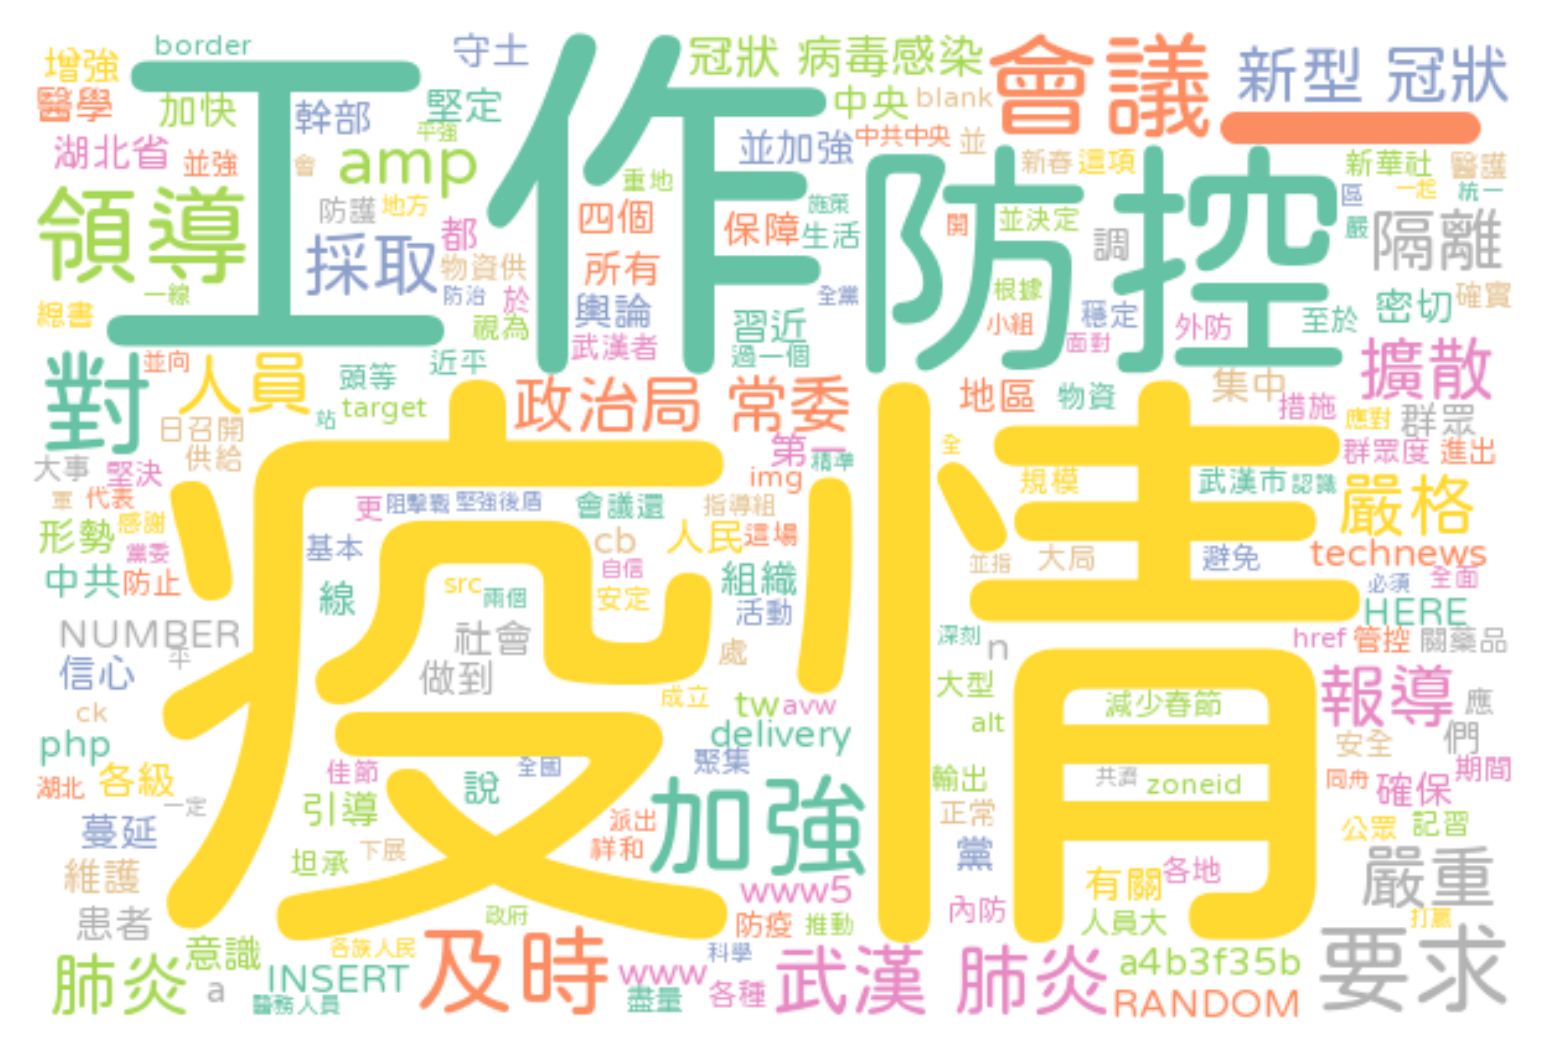 border
守土
冠狀 病毒感染
會議
新型 冠狀
增強
工作
醫學
加快
幹部
堅定
中央
blank
一
湖北省
並強
會
平強
amp
並加強
中共中央
並
新春
這項
新華社
醫護
防控
領導
防護
地方
重地
四個
保障
施策
生活
開
並決定
區
一起
統一
採取
都
調
嚴
隔離
物資供
所有
一線
防治
於
全黨
根據
密切
確實
總書
視為
輿論
習近
小組
穩定
外防
至於
武漢者
過一個
面對
對
並向
人員
頭等
近平
擴散
站
target
政治局 常委
地區
物資
集中
措施
應對
群眾
日召開
供給
大事
堅決
疫情
第一
精準
全
群眾度
進出
img
規模
武漢市
認識
軍
代表
更
阻擊戰
堅強後盾
會議還
指導組
嚴格
形勢
感謝
黨委
基本
cb
人民
這場
並指
大局
避免
technews
中共
防止
線
src
兩個
自信
安定
組織
活動
必須
全面
HERE
NUMBER
平
社會
深刻
n
href
管控
關藥品
信心
做到
處
大型
報導
應
ck
成立
tw
avw
alt
減少春節
們
php
delivery
安全
湖北
各級
佳節
說
全國
聚集
輸出
共濟
zoneid
同舟
確保
期間
一定
引導
加強
正常
蔓延
派出
公眾
記習
坦承
下展
祥和
黨
維護
www5
有關
各地
嚴重
患者
政府
防疫
推動
內防
人員大
打贏
肺炎
意識
各族人民
及時
科學
武漢 肺炎
a4b3f35b
要求
a
INSERT
www
醫務人員
盡量
各種
RANDOM